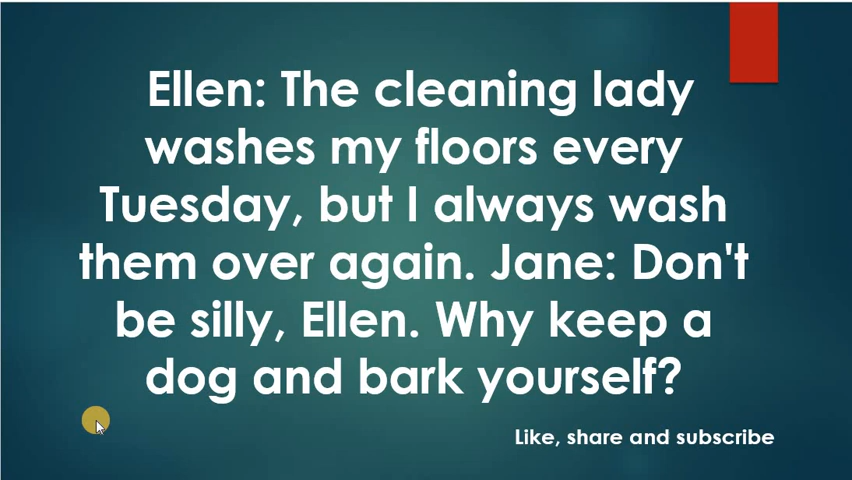 Ellen: The cleaning lady
washes my floors every
Tuesday, but I always wash
them over again. Jane: Don't
be silly, Ellen. Why keep a
dog and bark yourself?
Like, share and subscribe